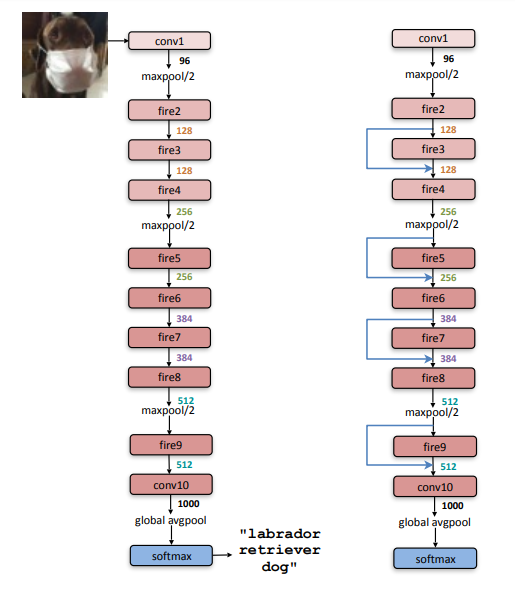 conv1
96
maxpool/2
fire2
128
fire3
128
fire4
256
maxpool/2
fire5
256
fire6
384
fire7
384
fire8
512
maxpool/2
fire9
512
conv10
1000
global avgpool
softmax
"labrador
retriever
dog"
conv1
96
maxpool/2
fire2
128
fire3
128
fire4
256
maxpool/2
fire5
256
fire6
384
fire7
384
fire8
512
maxpool/2
fire9
512
conv10
1000
global avgpool
softmax